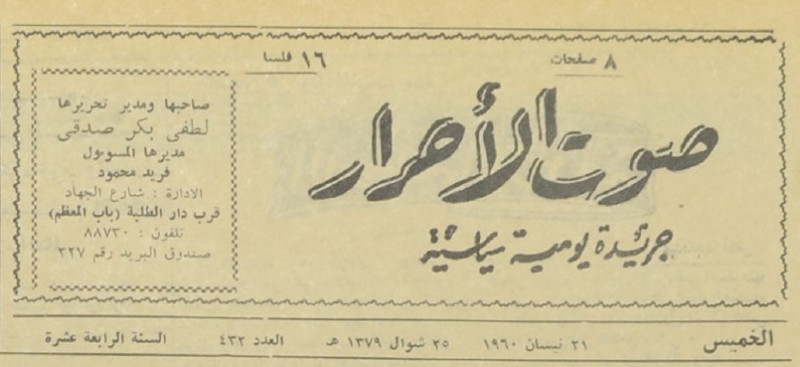 ٨ صفحات
١٦ فلسا
صوت الأحرار
جريدة يومية سياسية
صاحبها ومدير تحريرها
لطفي بكر صدقي
مديرها المسوءول
فريد محمود
الادارة : شارع الجهاد
قرب دار الطلبة (باب المعظم)
تلفون : ٨٨٧٣٠
صندوق البريد رقم ٣٢٧
الخميس ٢١ نيسان ١٩٦٠ ٢٥ شوال ١٣٧٩ هـ العدد ٤٣٢ السنة الرابعة عشرة